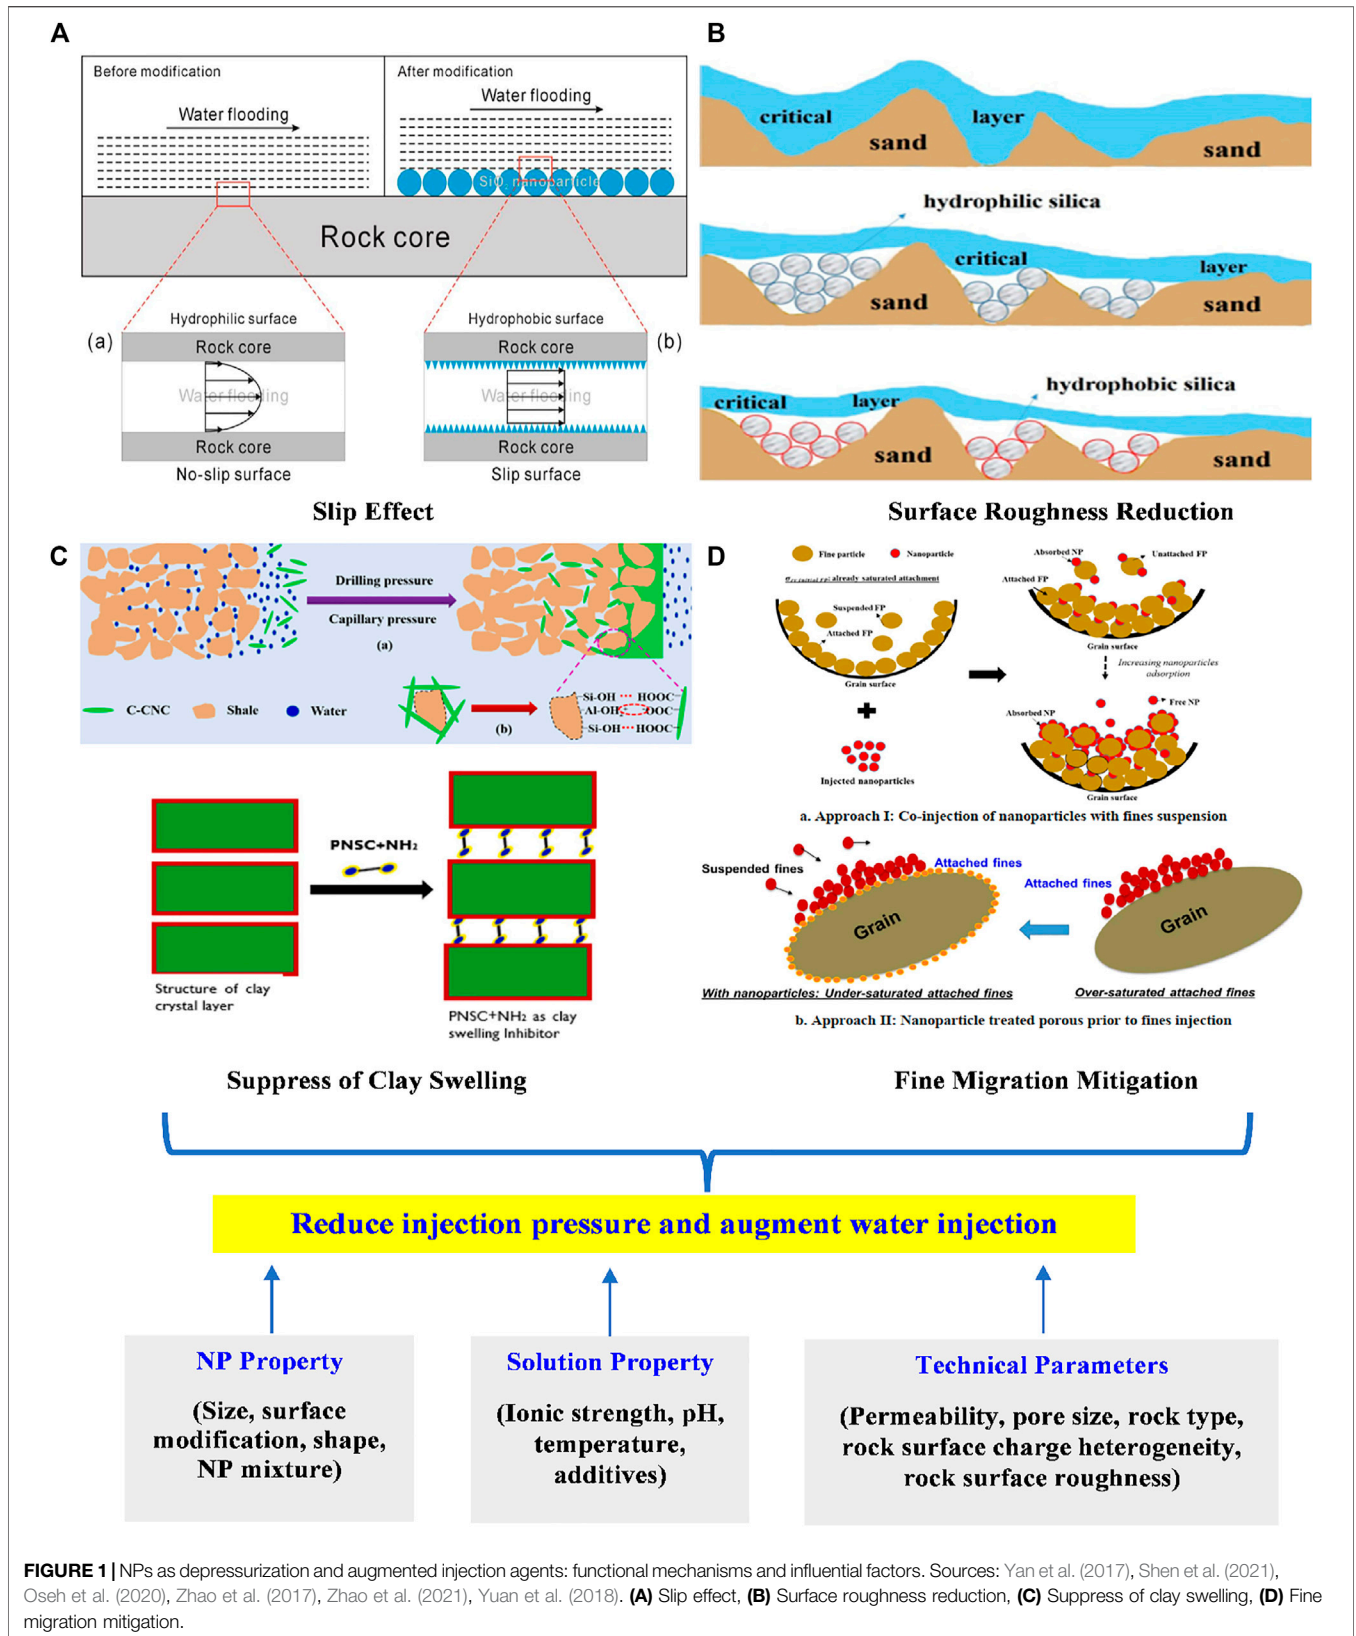 A
Before modification
Water flooding
After modification
Water flooding
SiO2 nanoparticle
Rock core
(a)
Hydrophilic surface
Rock core
Water flooding
Rock core
No-slip surface
Hydrophobic surface
(b)
Rock core
Water flooding
Rock core
Slip surface
Slip Effect
B
critical
layer
sand
sand
hydrophilic silica
critical
layer
sand
sand
hydrophobic silica
critical
layer
sand
sand
Surface Roughness Reduction
C
Drilling pressure
Capillary pressure
(a)
C-CNC
Shale
Water
(b)
Si-OH
HOOC
Al-OH
OOC
Si-OH
HOOC
PNSC+NH2
Structure of clay
crystal layer
PNSC+NH2 as clay
swelling Inhibitor
Suppress of Clay Swelling
D
Fine particle
Nanoparticle
: already saturated attachment
Suspended FP
Attached FP
Grain surface
Injected nanoparticles
Absorbed NP
Unattached FP
Attached FP
Grain surface
Increasing nanoparticles
adsorption
Absorbed NP
Free NP
Grain surface
a. Approach I: Co-injection of nanoparticles with fines suspension
Suspended fines
Attached fines
Grain
Attached fines
Grain
With nanoparticles: Under-saturated attached fines
Over-saturated attached fines
b. Approach II: Nanoparticle treated porous prior to fines injection
Fine Migration Mitigation
Reduce injection pressure and augment water injection
NP Property
(Size, surface
modification, shape,
NP mixture)
Solution Property
(Ionic strength, pH,
temperature,
additives)
Technical Parameters
(Permeability, pore size, rock type,
rock surface charge heterogeneity,
rock surface roughness)
FIGURE 1 | NPs as depressurization and augmented injection agents: functional mechanisms and influential factors. Sources: Yan et al. (2017), Shen et al. (2021),
Oseh et al. (2020), Zhao et al. (2017), Zhao et al. (2021), Yuan et al. (2018). (A) Slip effect, (B) Surface roughness reduction, (C) Suppress of clay swelling, (D) Fine
migration mitigation.